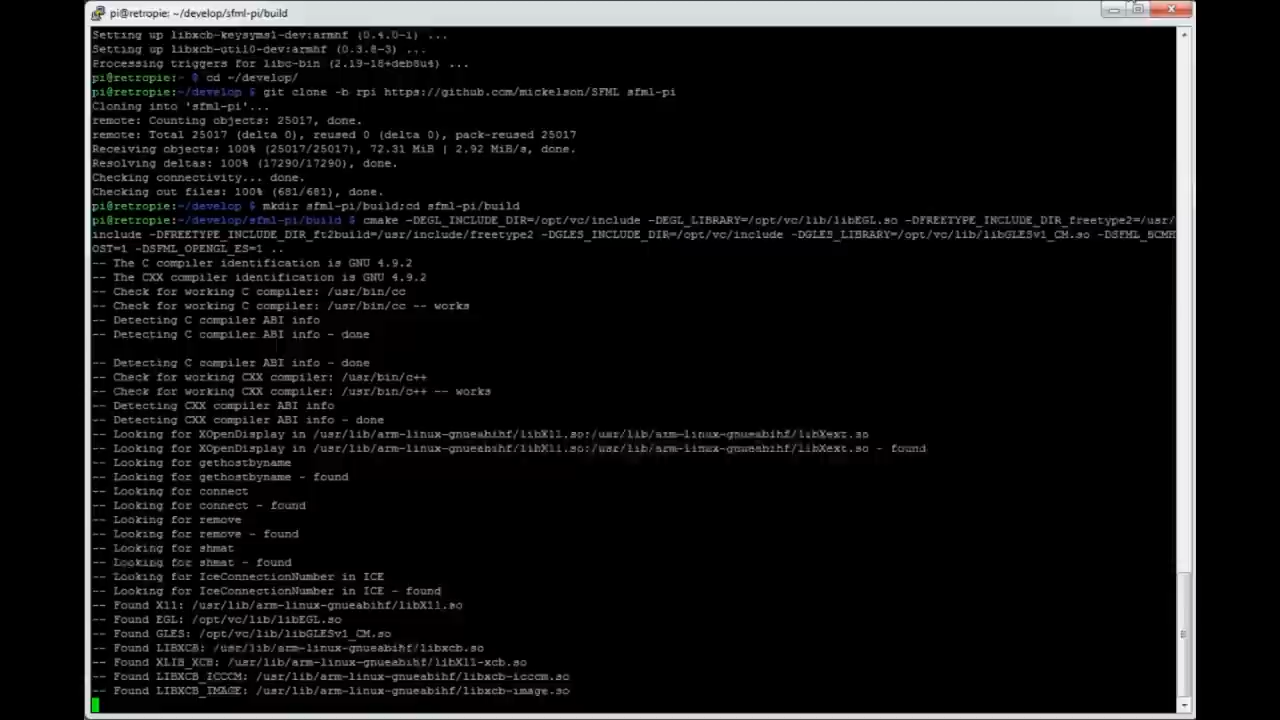 pi@retropie: ~/develop/sfml-pi/build
Setting up libxcb-keysyms1-dev:armhf (0.4.0-1) ...
Setting up libxcb-util0-dev:armhf (0.3.8-3) ...
Processing triggers for libc-bin (2.19-18+deb8u4) ...
pi@retropie:~ $ cd ~/develop/
pi@retropie:~/develop $ git clone -b rpi https://github.com/mickelson/SFML sfml-pi
Cloning into 'sfml-pi'...
remote: Counting objects: 25017, done.
remote: Total 25017 (delta 0), reused 0 (delta 0), pack-reused 25017
Receiving objects: 100% (25017/25017), 72.31 MiB | 2.92 MiB/s, done.
Resolving deltas: 100% (17290/17290), done.
Checking connectivity... done.
Checking out files: 100% (681/681), done.
pi@retropie:~/develop $ mkdir sfml-pi/build;cd sfml-pi/build
pi@retropie:~/develop/sfml-pi/build $ cmake -DEGL_INCLUDE_DIR=/opt/vc/include -DEGL_LIBRARY=/opt/vc/lib/libEGL.so -DFREETYPE_INCLUDE_DIR_freetype2=/usr/
include -DFREETYPE_INCLUDE_DIR_ft2build=/usr/include/freetype2 -DGLES_INCLUDE_DIR=/opt/vc/include -DGLES_LIBRARY=/opt/vc/lib/libGLESv1_CM.so -DSFML_BCMH
OST=1 -DSFML_OPENGL_ES=1 ..
-- The C compiler identification is GNU 4.9.2
-- The CXX compiler identification is GNU 4.9.2
-- Check for working C compiler: /usr/bin/cc
-- Check for working C compiler: /usr/bin/cc -- works
-- Detecting C compiler ABI info
-- Detecting C compiler ABI info - done
-- Detecting C compiler ABI info - done
-- Check for working CXX compiler: /usr/bin/c++
-- Check for working CXX compiler: /usr/bin/c++ -- works
-- Detecting CXX compiler ABI info
-- Detecting CXX compiler ABI info - done
-- Looking for XOpenDisplay in /usr/lib/arm-linux-gnueabihf/libX11.so;/usr/lib/arm-linux-gnueabihf/libXext.so
-- Looking for XOpenDisplay in /usr/lib/arm-linux-gnueabihf/libX11.so;/usr/lib/arm-linux-gnueabihf/libXext.so - found
-- Looking for gethostbyname
-- Looking for gethostbyname - found
-- Looking for connect
-- Looking for connect - found
-- Looking for remove
-- Looking for remove - found
-- Looking for shmat
-- Looking for shmat - found
-- Looking for IceConnectionNumber in ICE
-- Looking for IceConnectionNumber in ICE - found
-- Found X11: /usr/lib/arm-linux-gnueabihf/libX11.so
-- Found EGL: /opt/vc/lib/libEGL.so
-- Found GLES: /opt/vc/lib/libGLESv1_CM.so
-- Found LIBXCB: /usr/lib/arm-linux-gnueabihf/libxcb.so
-- Found XLIB_XCB: /usr/lib/arm-linux-gnueabihf/libX11-xcb.so
-- Found LIBXCB_ICCCM: /usr/lib/arm-linux-gnueabihf/libxcb-icccm.so
-- Found LIBXCB_IMAGE: /usr/lib/arm-linux-gnueabihf/libxcb-image.so